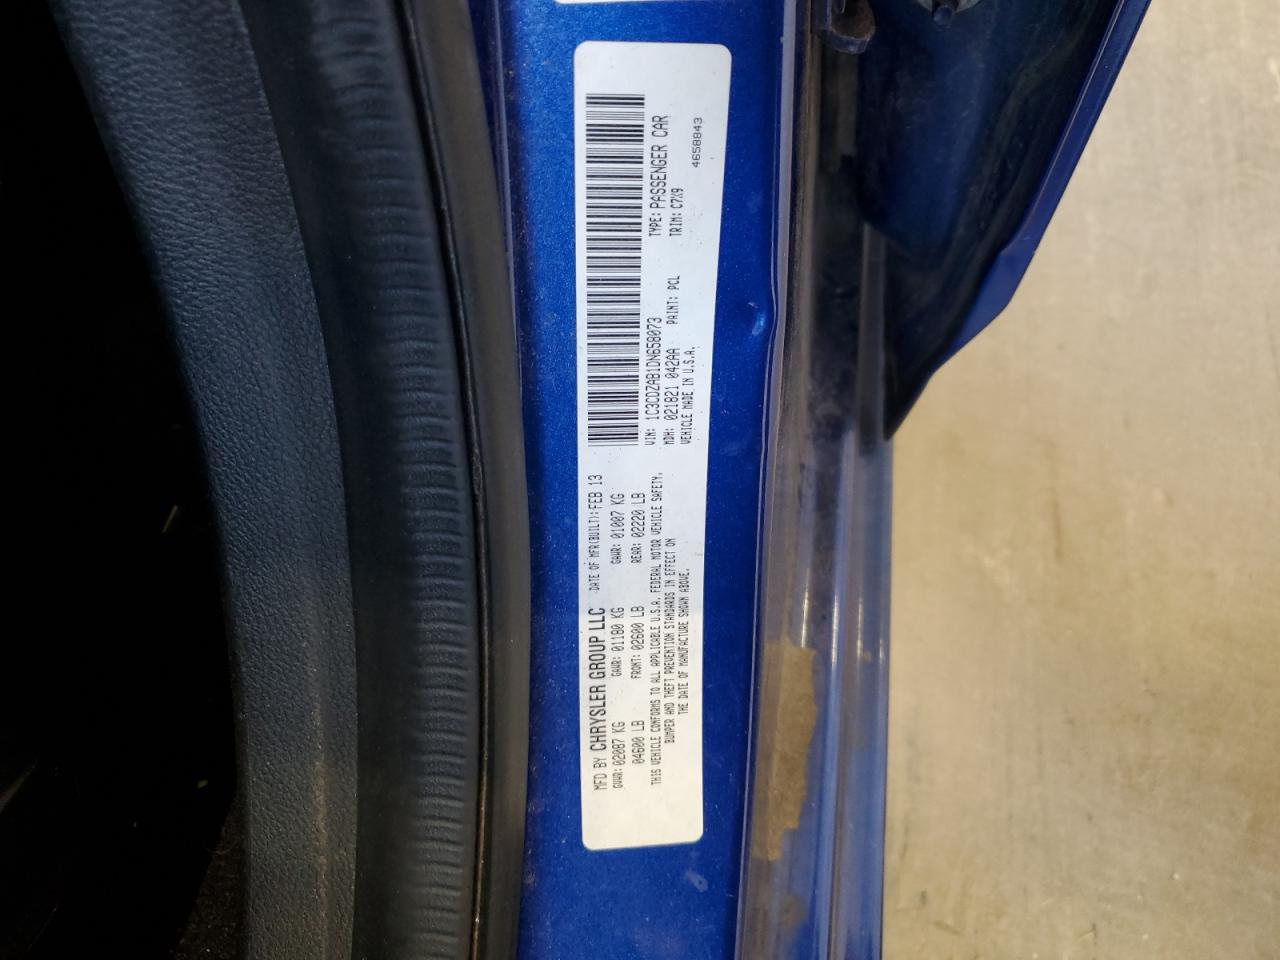 MFD BY CHRYSLER GROUP LLC DATE OF MFR(BUILT): FEB 13
GVWR: 02087 KG GAWR: 01180 KG GAWR: 01007 KG
04600 LB FRONT: 02600 LB REAR: 02220 LB
THIS VEHICLE CONFORMS TO ALL APPLICABLE U.S.A. FEDERAL MOTOR VEHICLE SAFETY,
BUMPER AND THEFT PREVENTION STANDARDS IN EFFECT ON
THE DATE OF MANUFACTURE SHOWN ABOVE.
VIN: 1C3CDZAB1DN658073 TYPE: PASSENGER CAR
MDH: 021821 042AA PAINT: PCL TRIM: C7X9
VEHICLE MADE IN U.S.A.
4658843